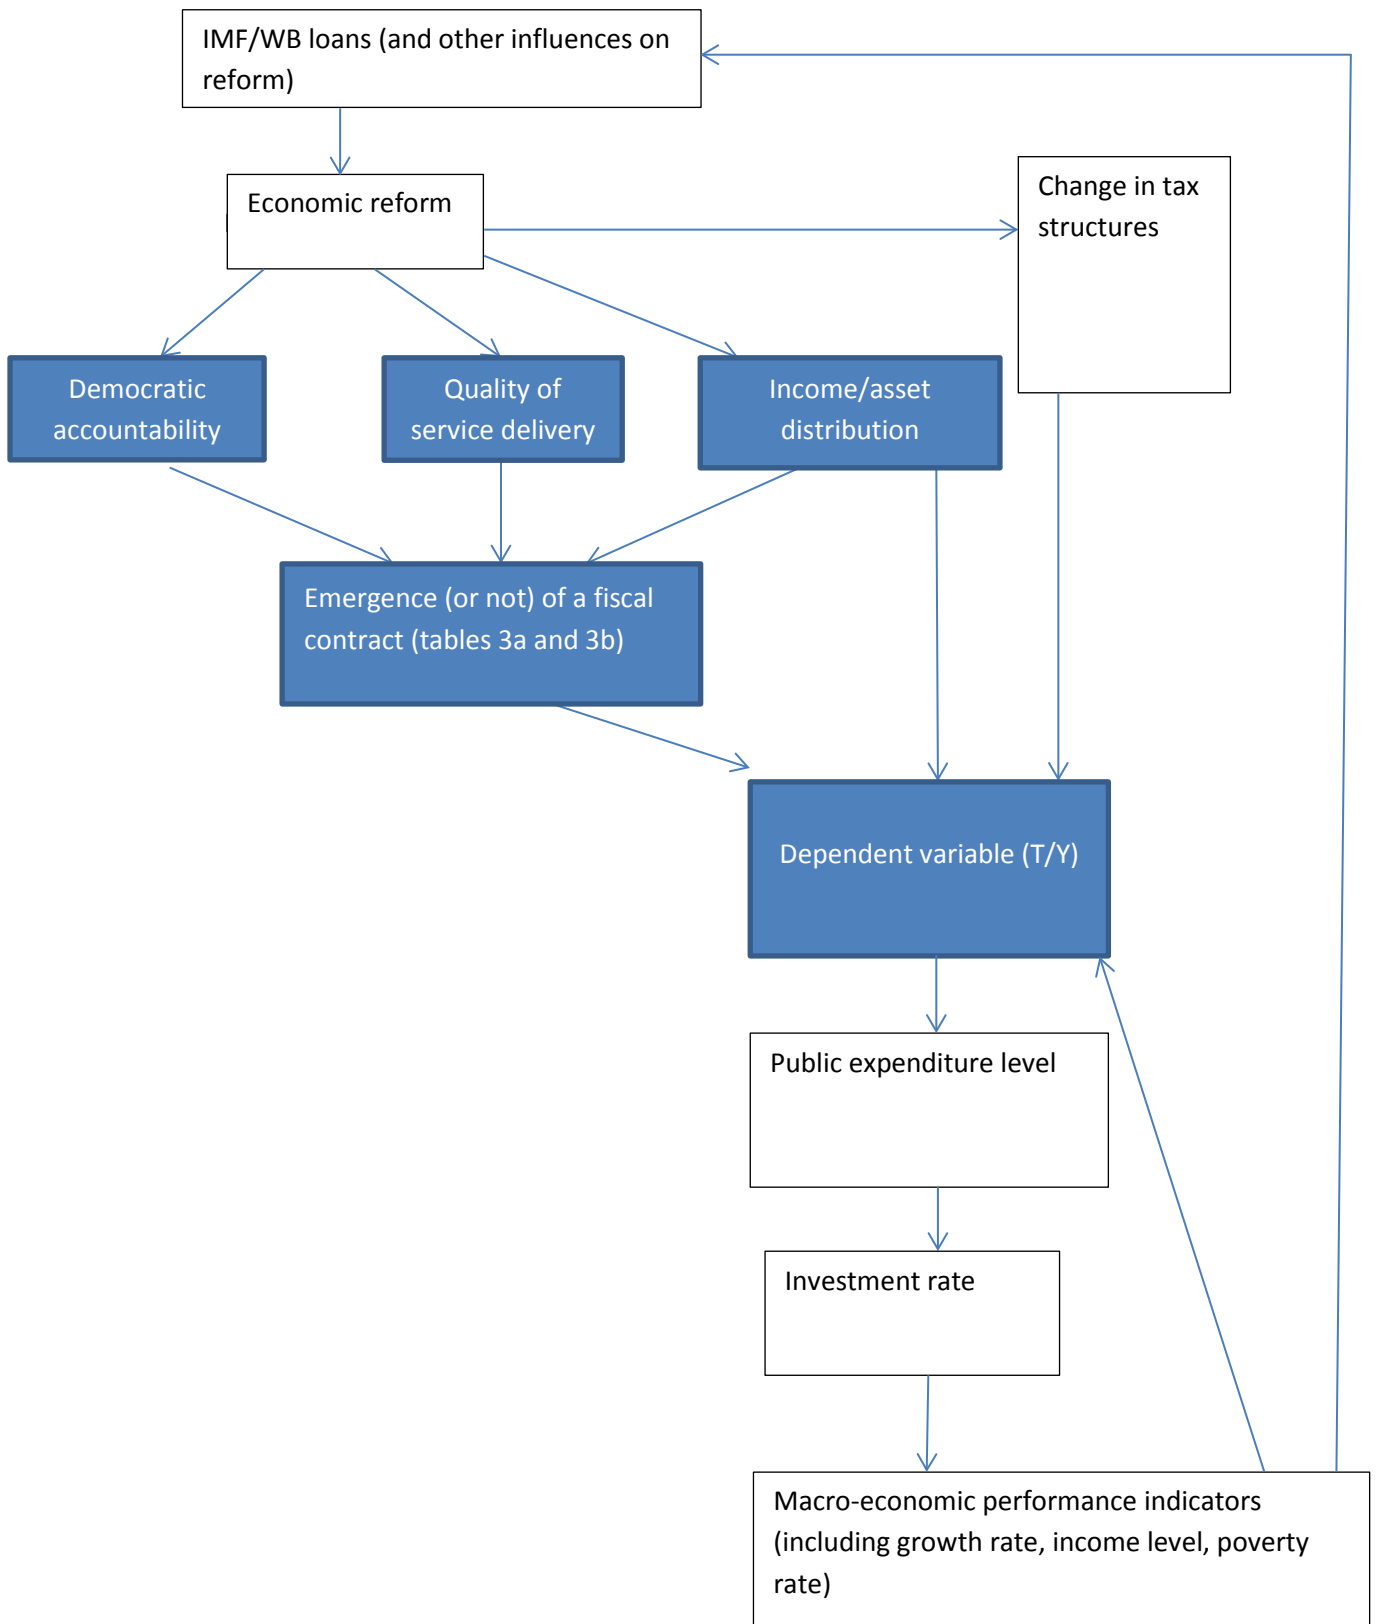 IMF/WB loans (and other influences on
reform)
Economic reform
Change in tax
structures
Democratic
accountability
Quality of
service delivery
Income/asset
distribution
Emergence (or not) of a fiscal
contract (tables 3a and 3b)
Dependent variable (T/Y)
Public expenditure level
Investment rate
Macro-economic performance indicators
(including growth rate, income level, poverty
rate)